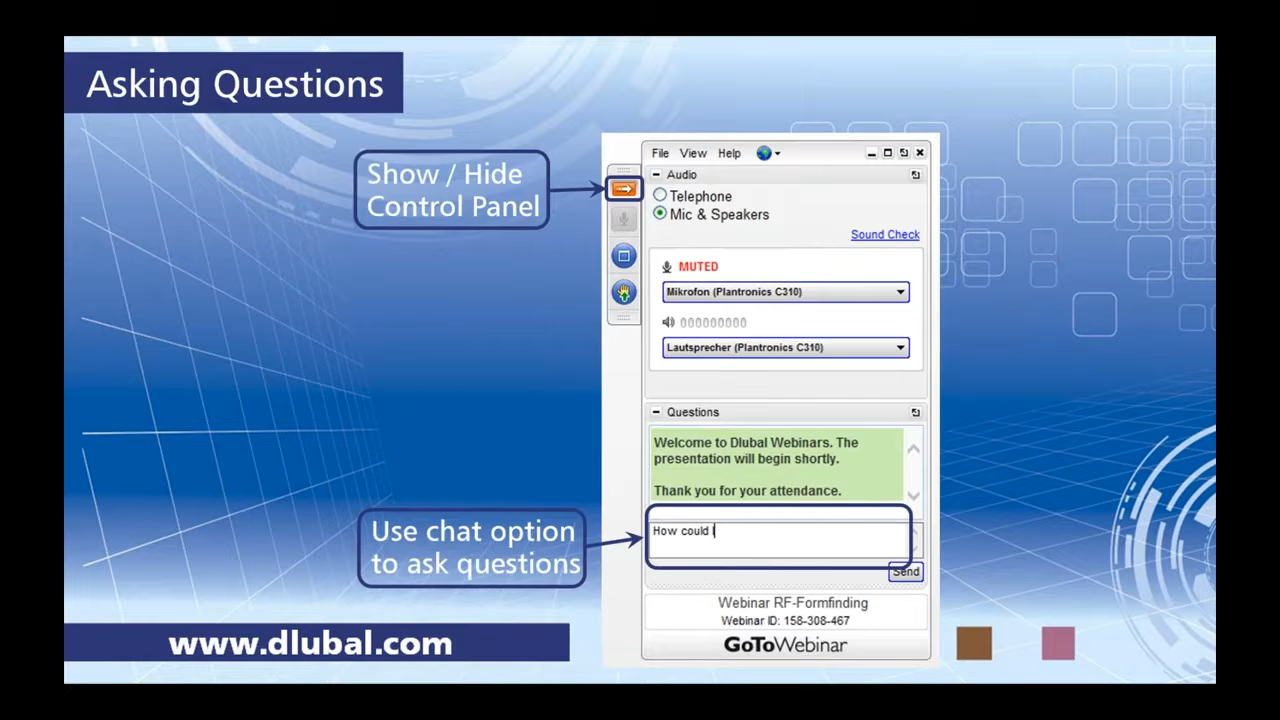 Asking Questions
Show / Hide
Control Panel
File View Help
Audio
Telephone
Mic & Speakers
Sound Check
MUTED
Mikrofon (Plantronics C310)
000000000
Lautsprecher (Plantronics C310)
Questions
Welcome to Dlubal Webinars. The
presentation will begin shortly.
Thank you for your attendance.
Use chat option
to ask questions
How could I
Send
Webinar RF-Formfinding
Webinar ID: 158-308-467
GoToWebinar
www.dlubal.com